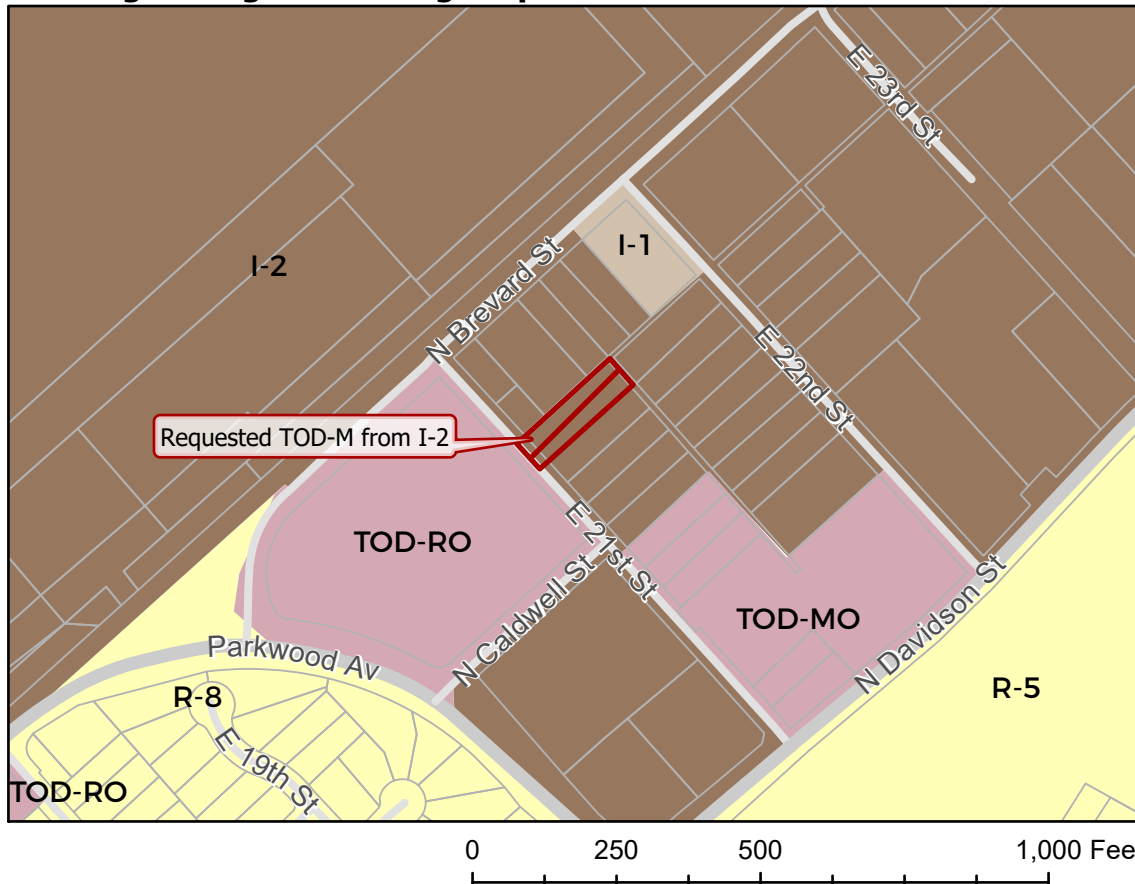 E 23rd St
I-1
I-2
N Brevard St
E 22nd St
Requested TOD-M from I-2
TOD-RO
E 21st St
N Caldwell St
TOD-MO
N Davidson St
Parkwood Av
R-8
R-5
E 19th St
TOD-RO
0 250 500 1,000 Fee